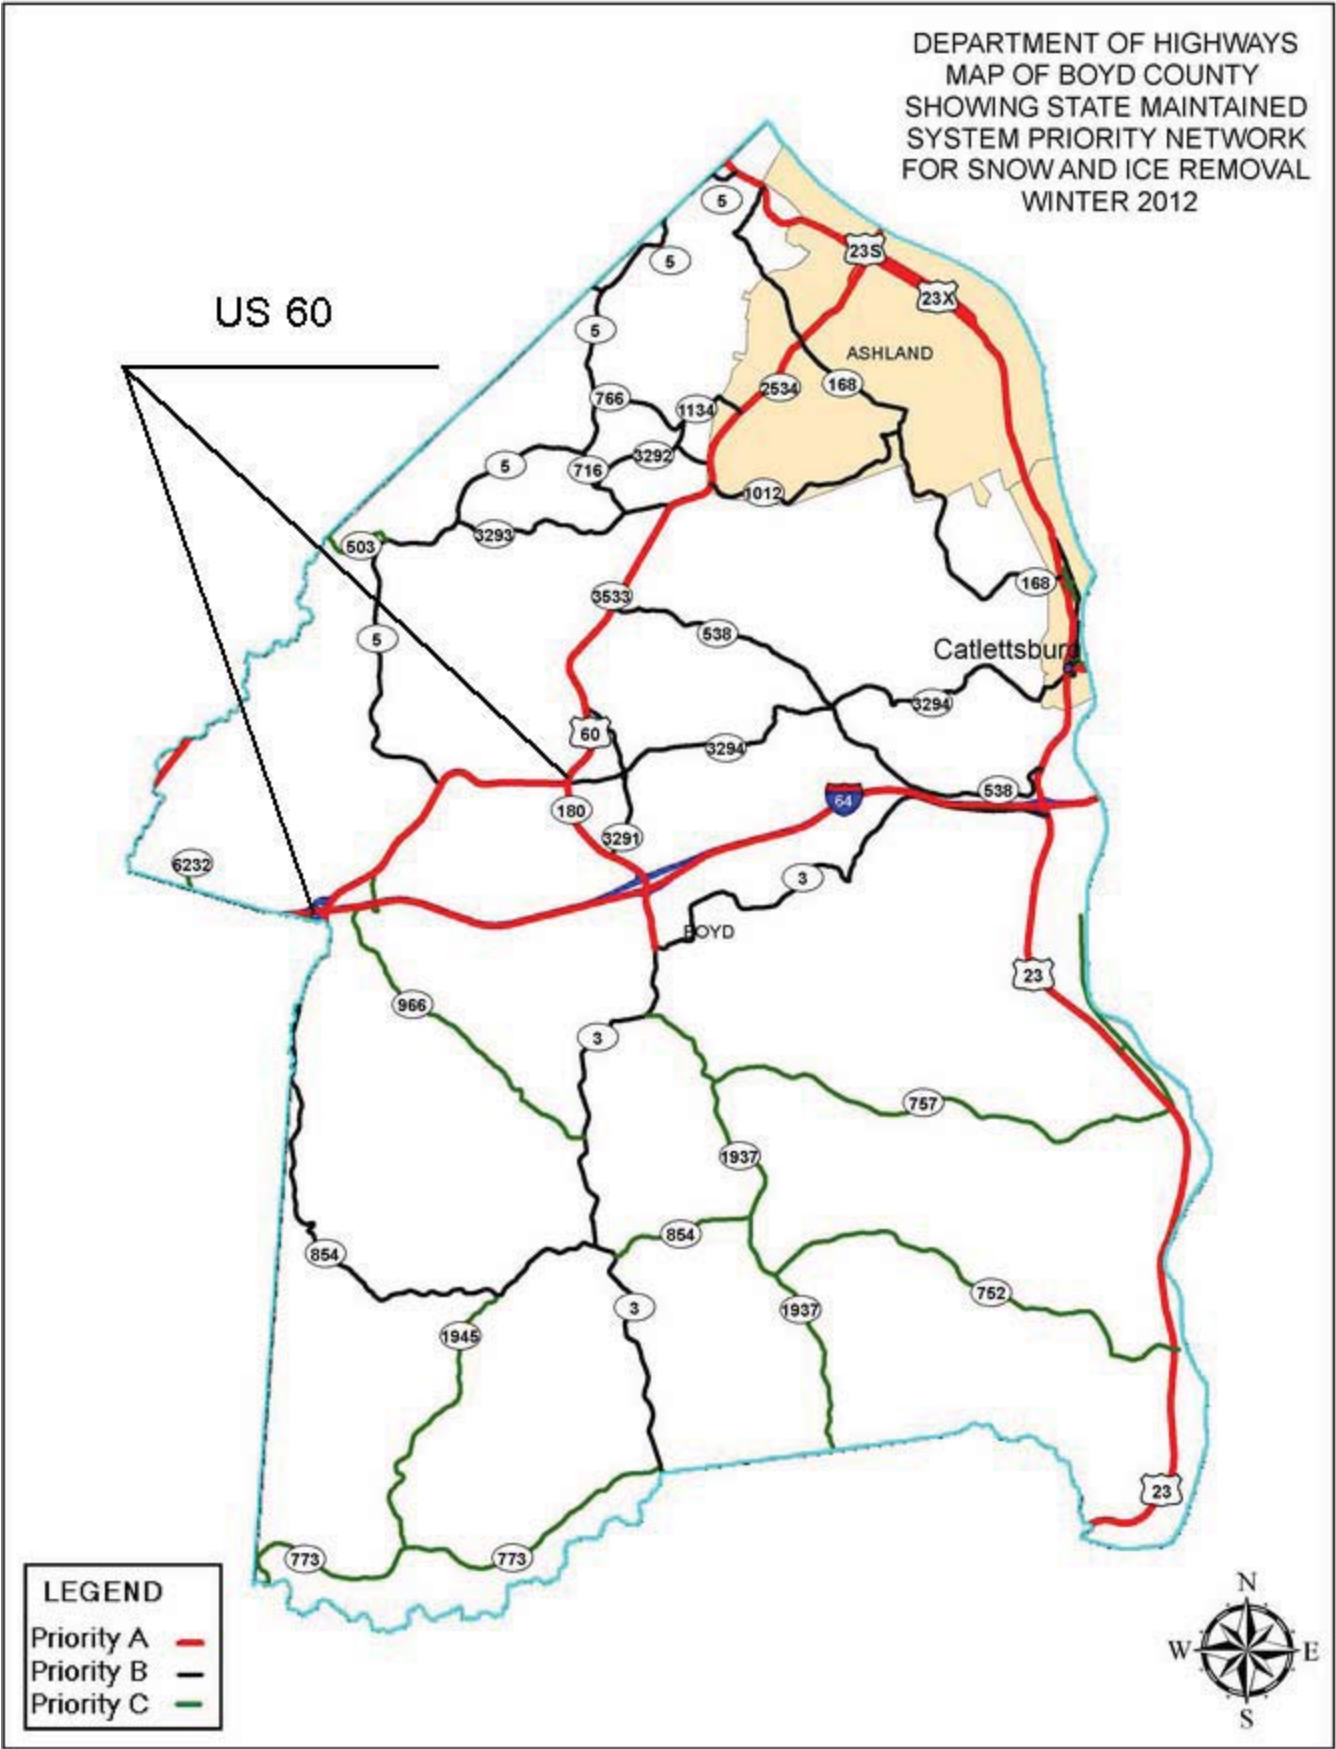 DEPARTMENT OF HIGHWAYS
MAP OF BOYD COUNTY
SHOWING STATE MAINTAINED
SYSTEM PRIORITY NETWORK
FOR SNOW AND ICE REMOVAL
WINTER 2012
5
23S
5
23X
US 60
5
ASHLAND
766
2534
168
1134
3292
5
716
1012
3293
503
168
3533
5
538
Catlettsburg
3294
60
3294
538
64
180
3291
6232
3
BOYD
23
966
3
757
1937
854
854
752
3
1937
1945
23
773
773
LEGEND
Priority A
Priority B
Priority C
N
W
E
S